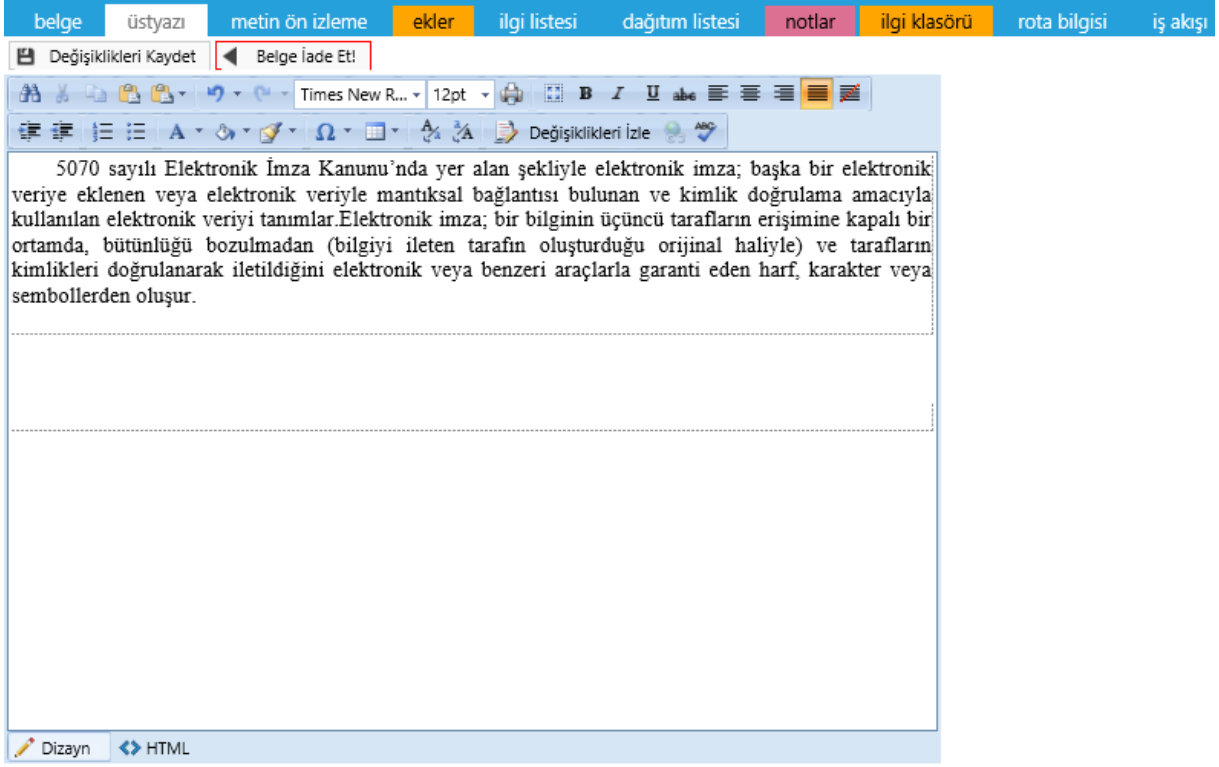 belge üstyazı metin ön izleme ekler ilgi listesi dağıtım listesi notlar ilgi klasörü rota bilgisi iş akışı
Değişiklikleri Kaydet Belge İade Et!
Times New R... 12pt B I U abc
A Ω Değişiklikleri İzle ABC
5070 sayılı Elektronik İmza Kanunu’nda yer alan şekliyle elektronik imza; başka bir elektronik
veriye eklenen veya elektronik veriyle mantıksal bağlantısı bulunan ve kimlik doğrulama amacıyla
kullanılan elektronik veriyi tanımlar.Elektronik imza; bir bilginin üçüncü tarafların erişimine kapalı bir
ortamda, bütünlüğü bozulmadan (bilgiyi ileten tarafın oluşturduğu orijinal haliyle) ve tarafların
kimlikleri doğrulanarak iletildiğini elektronik veya benzeri araçlarla garanti eden harf, karakter veya
sembollerden oluşur.
Dizayn HTML